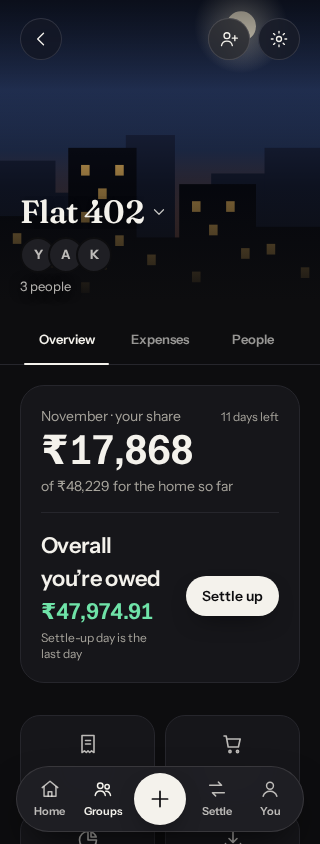 Flat 402
Y A K
3 people
Overview Expenses People
November · your share 11 days left
₹17,868
of ₹48,229 for the home so far
Overall
you’re owed
₹47,974.91
Settle up
Settle-up day is the
last day
Home Groups Settle You